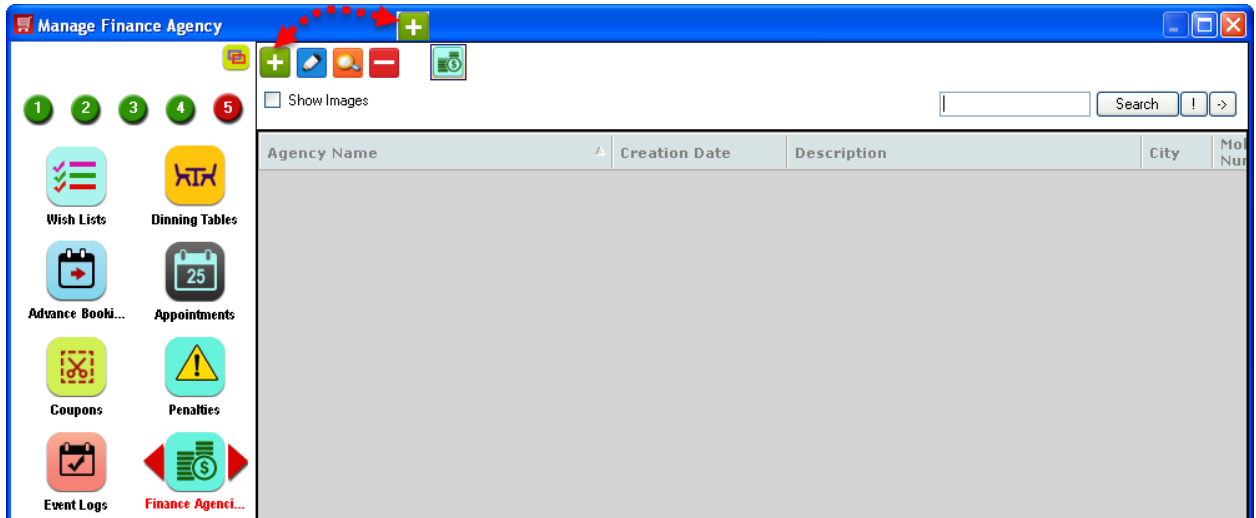 Manage Finance Agency
Show Images
Search ! ->
1 2 3 4 5
Agency Name Creation Date Description City
Wish Lists Dinning Tables
25
Advance Booki... Appointments
Coupons Penalties
$
Event Logs Finance Agenci...